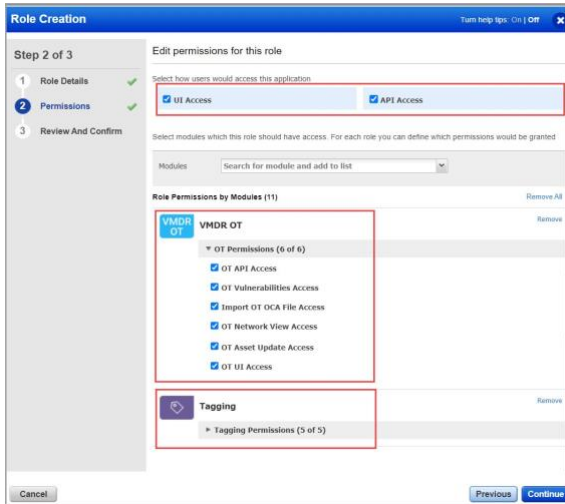 Role Creation
Turn help tips: On | Off
Step 2 of 3
1 Role Details
2 Permissions
3 Review And Confirm
Edit permissions for this role
Select how users would access this application
UI Access
API Access
Select modules which this role should have access. For each role you can define which permissions would be granted
Modules
Search for module and add to list
Role Permissions by Modules (11)
Remove All
VMDR OT
VMDR OT
Remove
OT Permissions (6 of 6)
OT API Access
OT Vulnerabilities Access
Import OT OCA File Access
OT Network View Access
OT Asset Update Access
OT UI Access
Tagging
Remove
Tagging Permissions (5 of 5)
Cancel
Previous
Continue